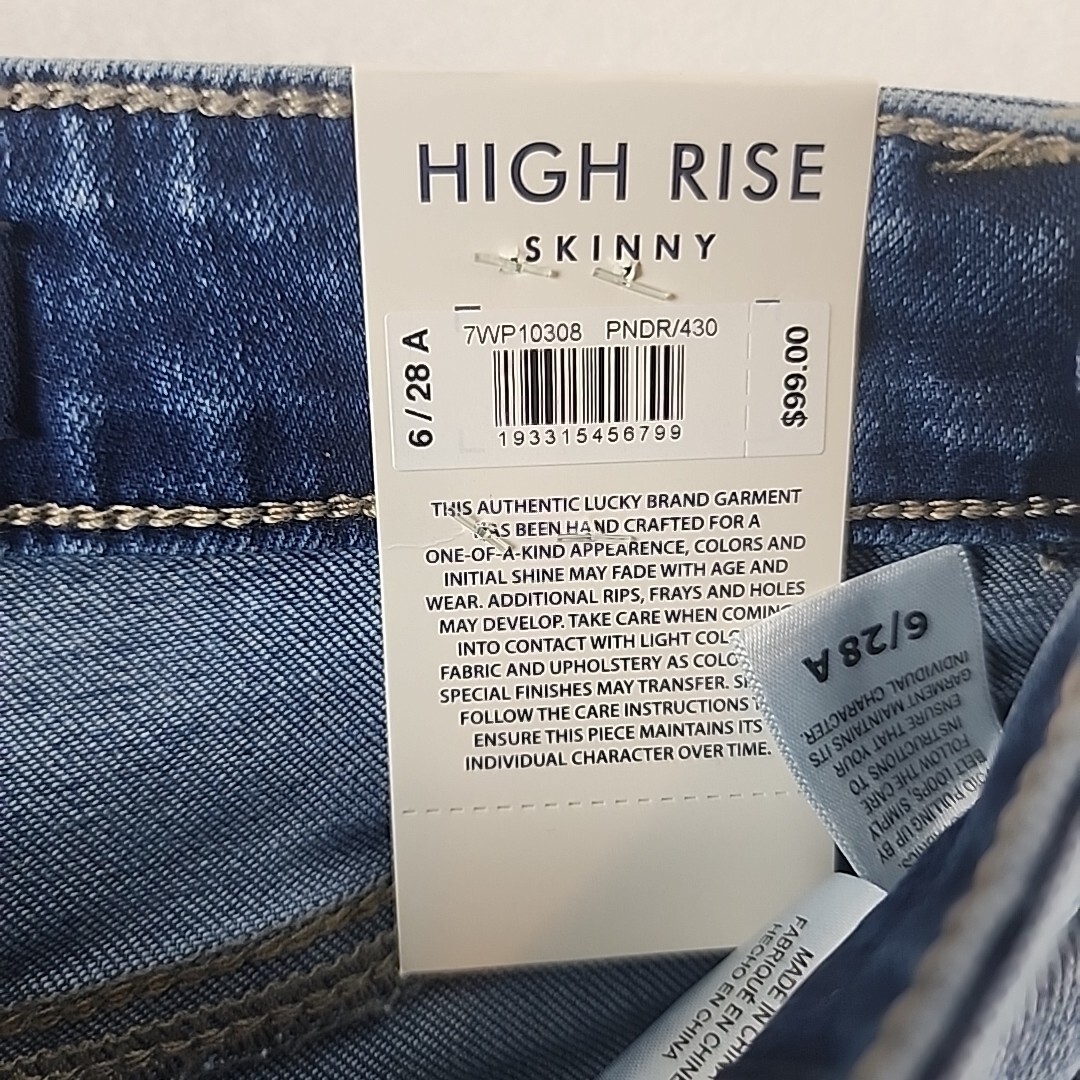 HIGH RISE
SKINNY
6 / 28 A
7WP10308 PNDR/430
193315456799
$99.00
THIS AUTHENTIC LUCKY BRAND GARMENT
HAS BEEN HAND CRAFTED FOR A
ONE-OF-A-KIND APPEARENCE, COLORS AND
INITIAL SHINE MAY FADE WITH AGE AND
WEAR. ADDITIONAL RIPS, FRAYS AND HOLES
MAY DEVELOP. TAKE CARE WHEN COMING
INTO CONTACT WITH LIGHT
FABRIC AND UPHOLSTERY AS
SPECIAL FINISHES MAY TRANSFER.
FOLLOW THE CARE INSTRUCTIONS
ENSURE THIS PIECE MAINTAINS ITS
INDIVIDUAL CHARACTER OVER TIME.
6/28 A
PULLING UP BY
BELT LOOPS. SIMPLY
FOLLOW THE CARE
INSTRUCTIONS TO
ENSURE THAT YOUR
GARMENT MAINTAINS ITS
INDIVIDUAL CHARACTER
MADE IN
FABRIQUÉ EN CHINE
HECHO EN CHINA